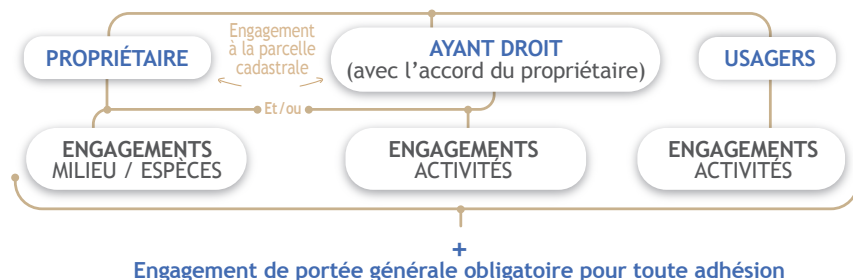 Engagement
à la parcelle
cadastrale
PROPRIÉTAIRE
AYANT DROIT
(avec l’accord du propriétaire)
USAGERS
Et/ou
ENGAGEMENTS
MILIEU / ESPÈCES
ENGAGEMENTS
ACTIVITÉS
ENGAGEMENTS
ACTIVITÉS
+
Engagement de portée générale obligatoire pour toute adhésion